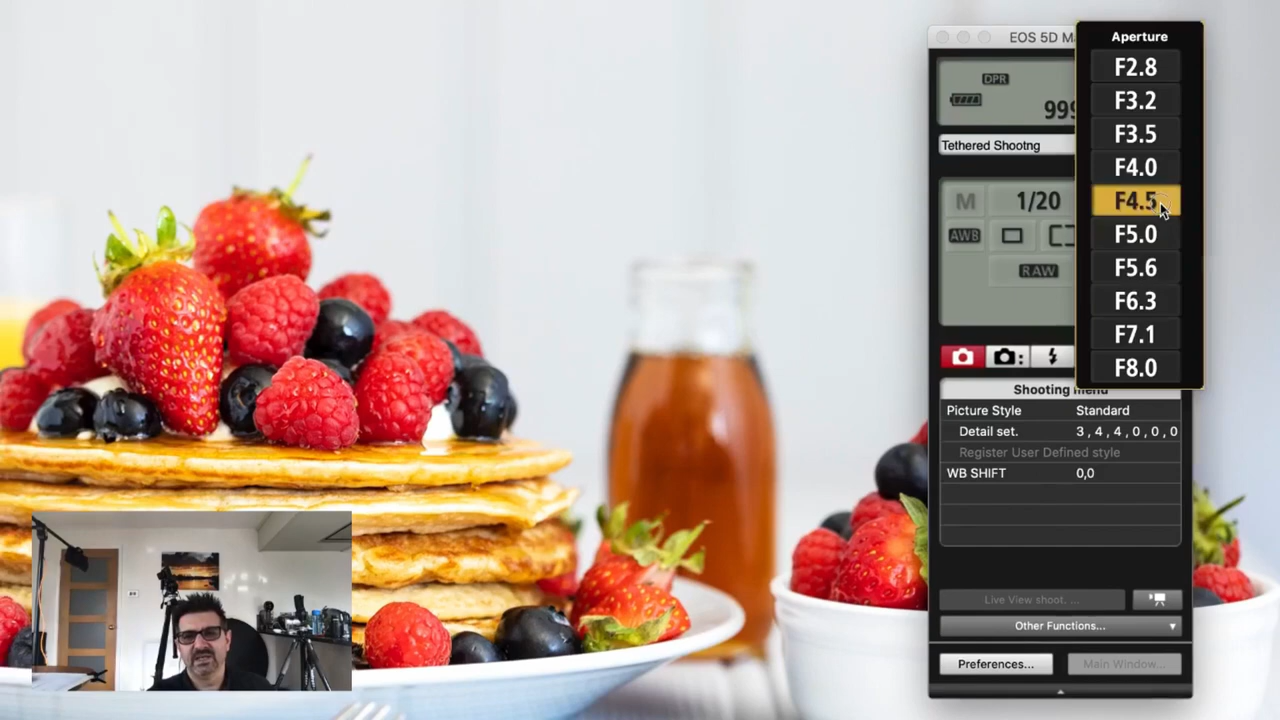 EOS 5D Ma
Aperture
F2.8
F3.2
F3.5
F4.0
F4.5
F5.0
F5.6
F6.3
F7.1
F8.0
DPR
999
Tethered Shootng
M 1/20
AWB
RAW
Shooting menu
Picture Style Standard
Detail set. 3 , 4 , 4 , 0 , 0 , 0
Register User Defined style
WB SHIFT 0,0
Live View shoot. ...
Other Functions...
Preferences... Main Window...